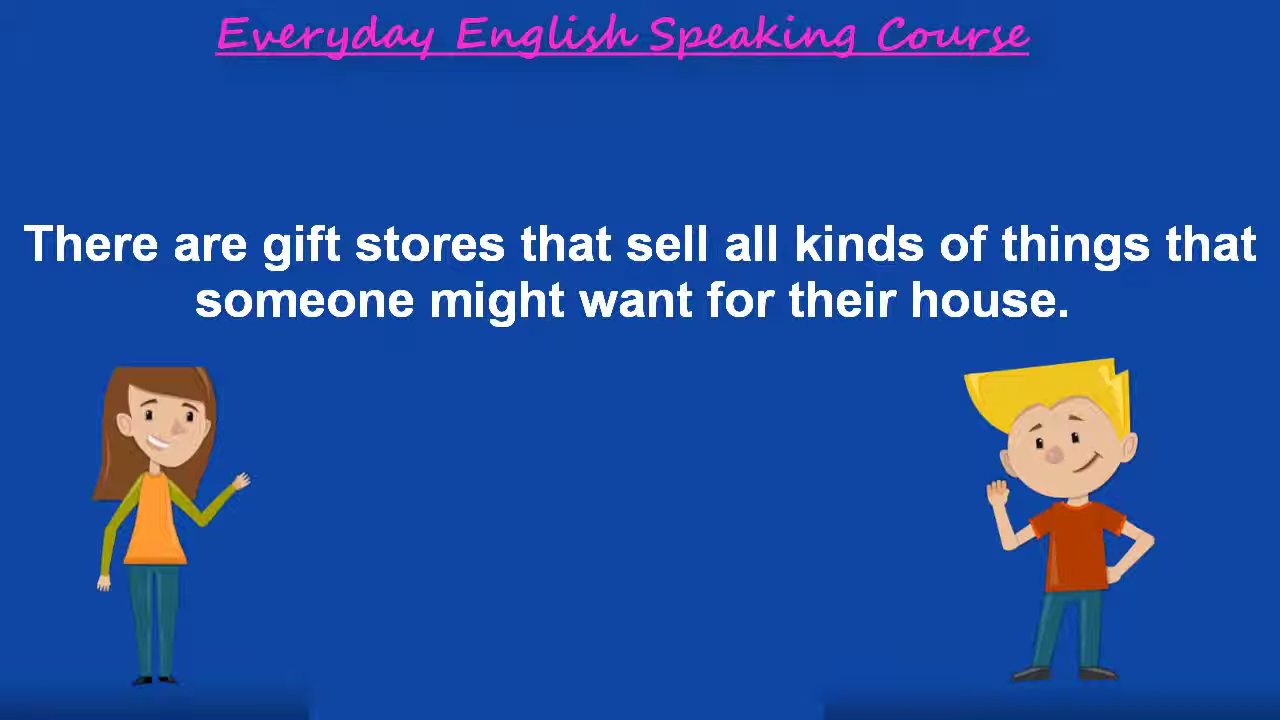 Everyday English Speaking Course
There are gift stores that sell all kinds of things that
someone might want for their house.